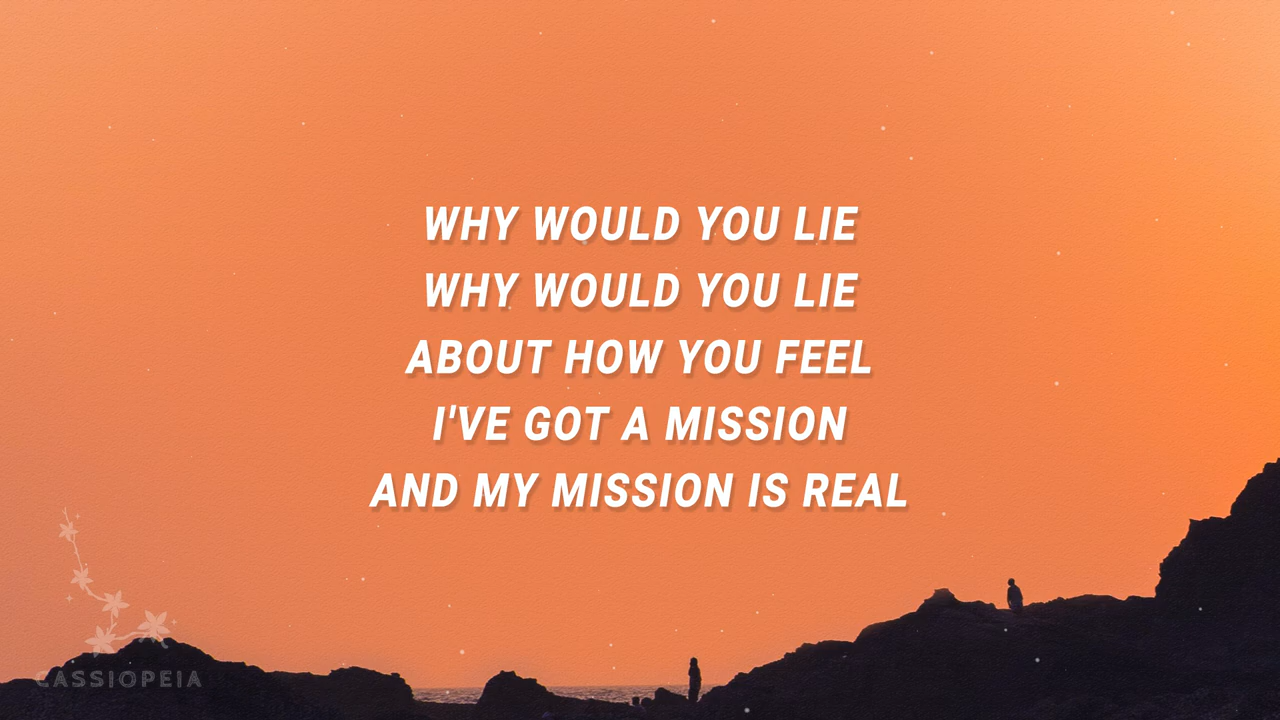 WHY WOULD YOU LIE
WHY WOULD YOU LIE
ABOUT HOW YOU FEEL
I'VE GOT A MISSION
AND MY MISSION IS REAL
CASSIOPEIA